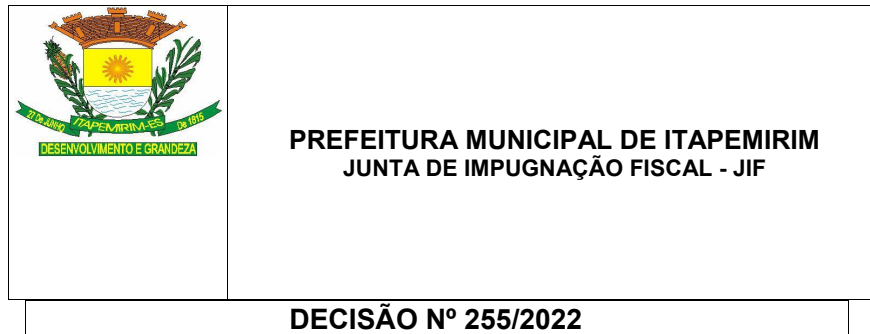 27 De JUNHO ITAPEMIRIM-ES De 1815
DESENVOLVIMENTO E GRANDEZA
PREFEITURA MUNICIPAL DE ITAPEMIRIM
JUNTA DE IMPUGNAÇÃO FISCAL - JIF
DECISÃO Nº 255/2022